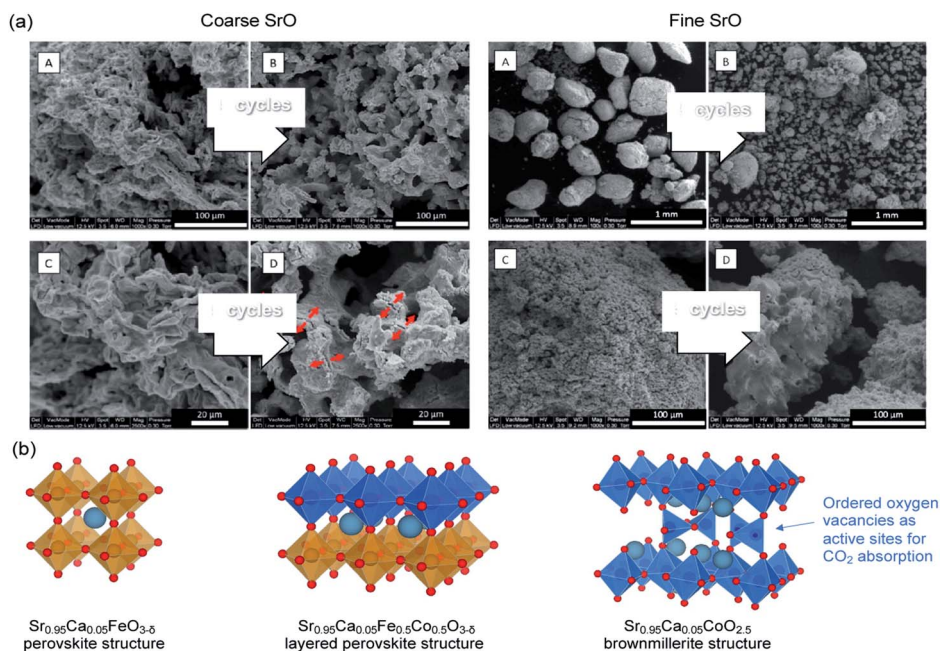 (a)
Coarse SrO
Fine SrO
A
B
cycles
100 µm
100 µm
C
D
cycles
20 µm
20 µm
A
B
cycles
1 mm
1 mm
C
D
cycles
100 µm
100 µm
(b)
Ordered oxygen
vacancies as
active sites for
CO₂ absorption
Sr₀.₉₅Ca₀.₀₅FeO₃₋δ
perovskite structure
Sr₀.₉₅Ca₀.₀₅Fe₀.₅Co₀.₅O₃₋δ
layered perovskite structure
Sr₀.₉₅Ca₀.₀₅CoO₂.₅
brownmillerite structure